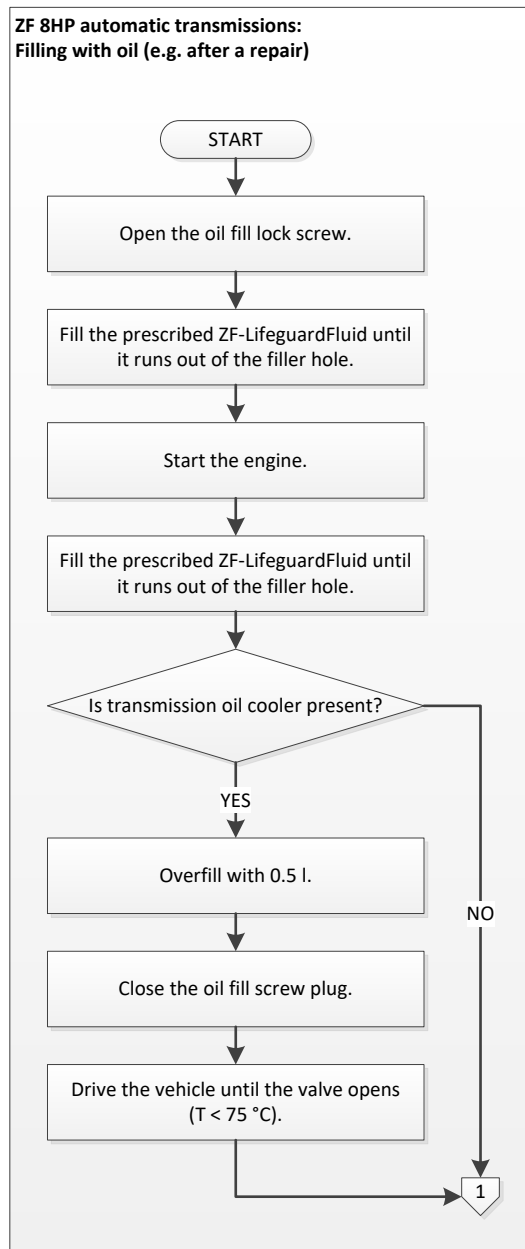 ZF 8HP automatic transmissions:
Filling with oil (e.g. after a repair)
START
Open the oil fill lock screw.
Fill the prescribed ZF-LifeguardFluid until
it runs out of the filler hole.
Start the engine.
Fill the prescribed ZF-LifeguardFluid until
it runs out of the filler hole.
Is transmission oil cooler present?
YES
Overfill with 0.5 l.
NO
Close the oil fill screw plug.
Drive the vehicle until the valve opens
(T < 75 °C).
1